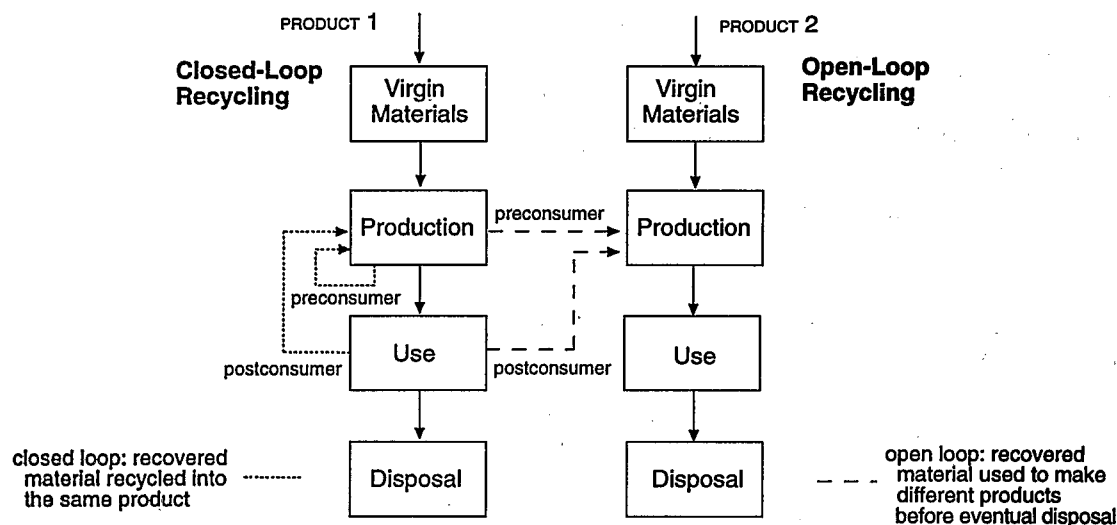 PRODUCT 1
PRODUCT 2
Closed-Loop
Recycling
Open-Loop
Recycling
Virgin
Materials
Virgin
Materials
Production
preconsumer
Production
preconsumer
postconsumer
Use
postconsumer
Use
closed loop: recovered
material recycled into
the same product
Disposal
Disposal
open loop: recovered
material used to make
different products
before eventual disposal